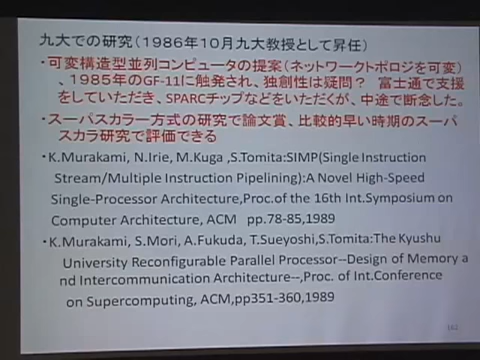 九大での研究（１９８６年１０月九大教授として昇任）
・可変構造型並列コンピュータの提案（ネットワークトポロジを可変）
、１９８５年のGF-11に触発され、独創性は疑問？　富士通で支援
をしていただき、SPARCチップなどをいただくが、中途で断念した。
・スーパスカラー方式の研究で論文賞、比較的早い時期のスーパ
スカラ研究で評価できる
・K.Murakami, N.Irie, M.Kuga ,S.Tomita:SIMP(Single Instruction
Stream/Multiple Instruction Pipelining):A Novel High-Speed
Single-Processor Architecture,Proc.of the 16th Int.Symposium on
Computer Architecture, ACM　pp.78-85,1989
・K.Murakami, S.Mori, A.Fukuda, T.Sueyoshi,S.Tomita:The Kyushu
University Reconfigurable Parallel Processor--Design of Memory a
nd Intercommunication Architecture--,Proc. of Int.Conference
on Supercomputing, ACM,pp351-360,1989